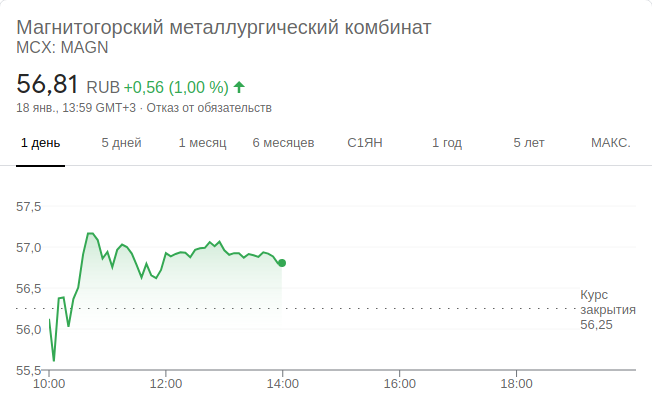 Магнитогорский металлургический комбинат
MCX: MAGN
56,81 RUB +0,56 (1,00 %)
18 янв., 13:59 GMT+3 · Отказ от обязательств
1 день 5 дней 1 месяц 6 месяцев С1ЯН 1 год 5 лет МАКС.
57,5
57,0
56,5
56,0
55,5
Курс
закрытия
56,25
10:00 12:00 14:00 16:00 18:00